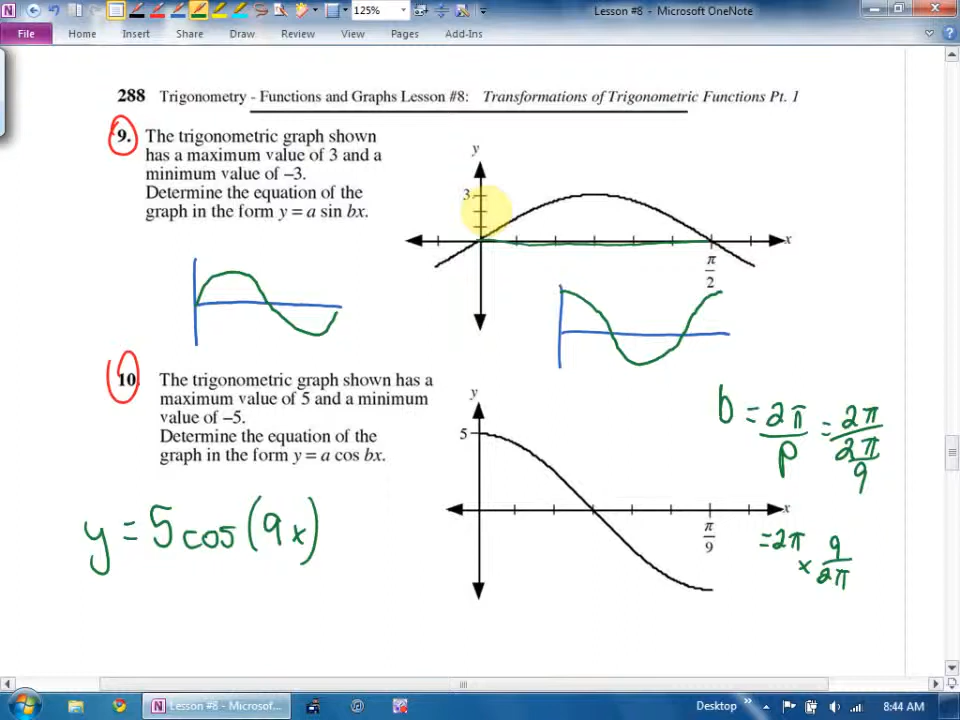 125%
Lesson #8 - Microsoft OneNote
File Home Insert Share Draw Review View Pages Add-Ins
288 Trigonometry - Functions and Graphs Lesson #8: Transformations of Trigonometric Functions Pt. 1
9. The trigonometric graph shown
has a maximum value of 3 and a
minimum value of –3.
Determine the equation of the
graph in the form y = a sin bx.
y
3
x
π/2
10. The trigonometric graph shown has a
maximum value of 5 and a minimum
value of –5.
Determine the equation of the
graph in the form y = a cos bx.
y
5
x
π/9
b = 2π/P = 2π/(2π/9)
= 2π × 9/2π
y = 5cos(9x)
Lesson #8 - Microsof...
Desktop
8:44 AM